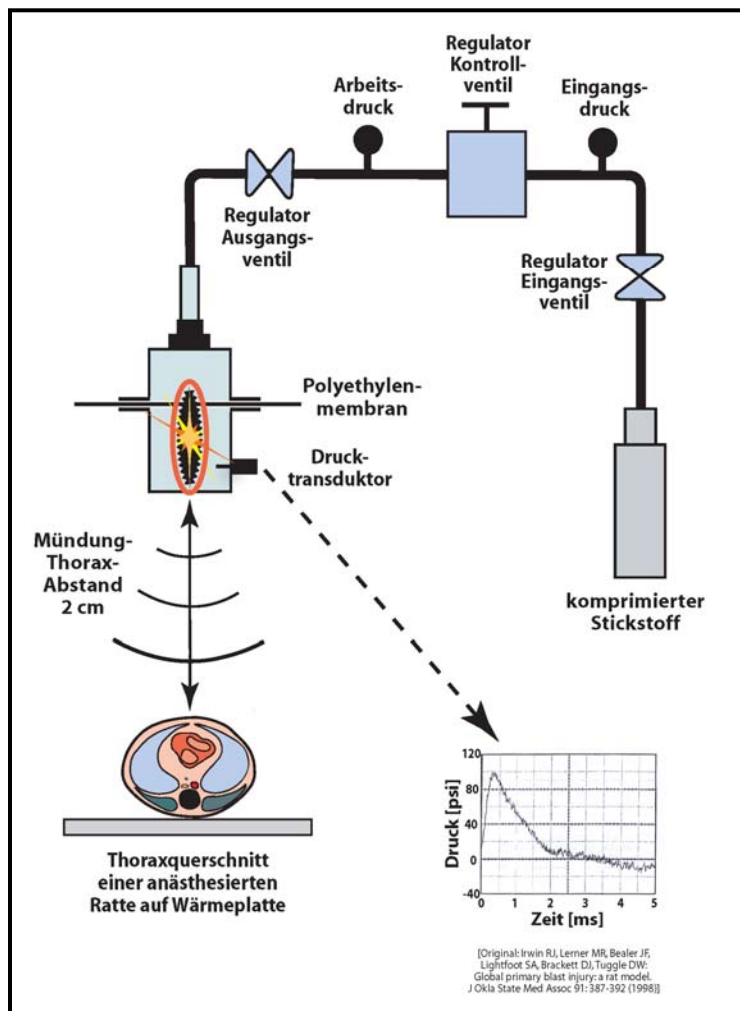 Regulator
Kontroll-
ventil
Arbeits-
druck
Eingangs-
druck
Regulator
Ausgangs-
ventil
Regulator
Eingangs-
ventil
Polyethylen-
membran
Druck-
transduktor
Mündung-
Thorax-
Abstand
2 cm
komprimierter
Stickstoff
Thoraxquerschnitt
einer anästhesierten
Ratte auf Wärmeplatte
Druck [psi]
120
80
40
0
-40
0 1 2 3 4 5
Zeit [ms]
[Original: Irwin RJ, Lerner MR, Bealer JF,
Lightfoot SA, Brackett DJ, Tuggle DW:
Global primary blast injury: a rat model.
J Okla State Med Assoc 91: 387-392 (1998)]